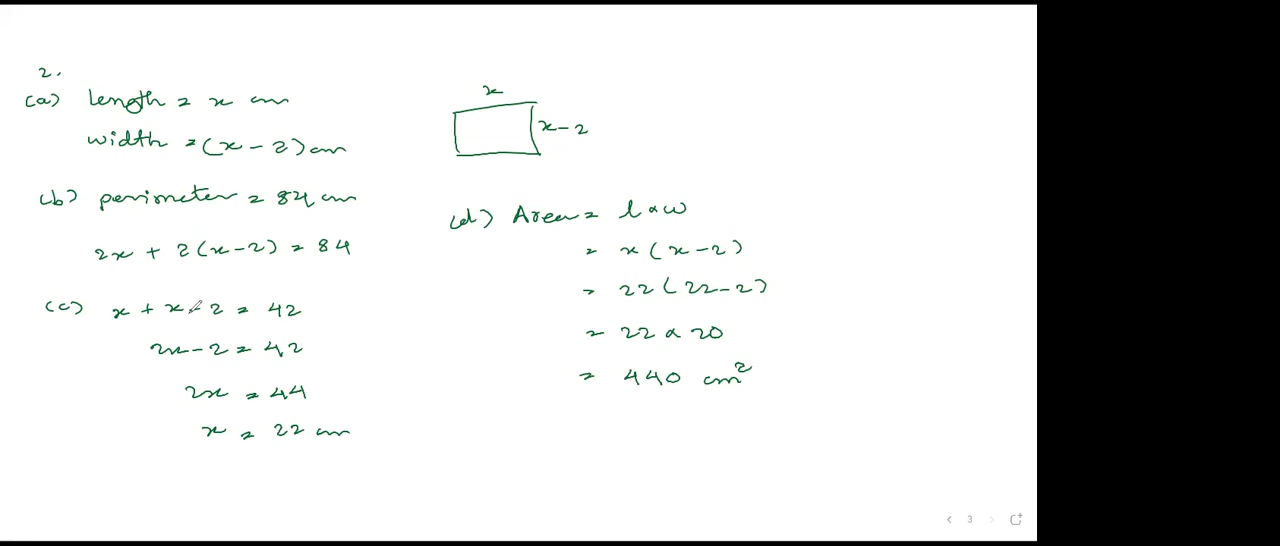 2.
(a) length = x cm
width = (x - 2) cm
(b) perimeter = 84 cm
2x + 2(x-2) = 84
(c) x + x - 2 = 42
2x - 2 = 42
2x = 44
x = 22 cm
x
x - 2
(d) Area = l × w
= x (x - 2)
= 22 (22 - 2)
= 22 × 20
= 440 cm²
3